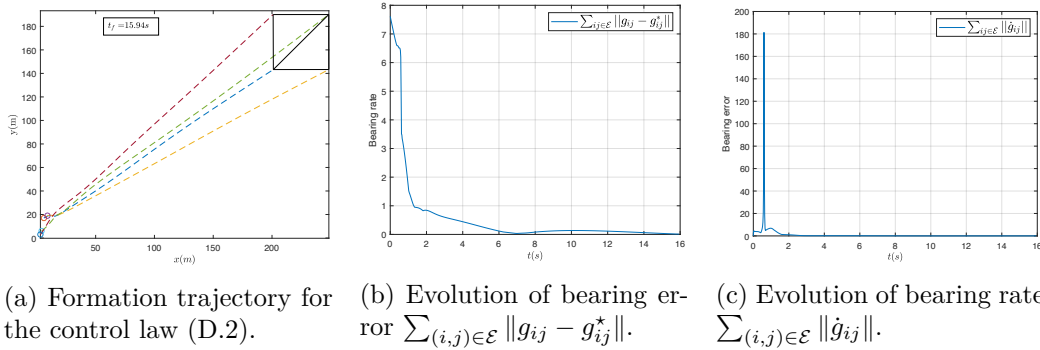 t_f =15.94s
190
180
160
140
120
100
80
60
40
20
0
y(m)
50
100
150
200
x(m)
∑_{ij∈ℰ} ||g_{ij} − g*_{ij}||
8
7
6
5
4
3
2
1
0
Bearing rate
0 2 4 6 8 10 12 14 16
t(s)
∑_{ij∈ℰ} ||ġ_{ij}||
200
180
160
140
120
100
80
60
40
20
0
Bearing error
0 2 4 6 8 10 12 14 16
t(s)
(a) Formation trajectory for
the control law (D.2).
(b) Evolution of bearing er-
ror ∑_{(i,j)∈ℰ} ‖g_{ij} − g⋆_{ij}‖.
(c) Evolution of bearing rate
∑_{(i,j)∈ℰ} ‖ġ_{ij}‖.